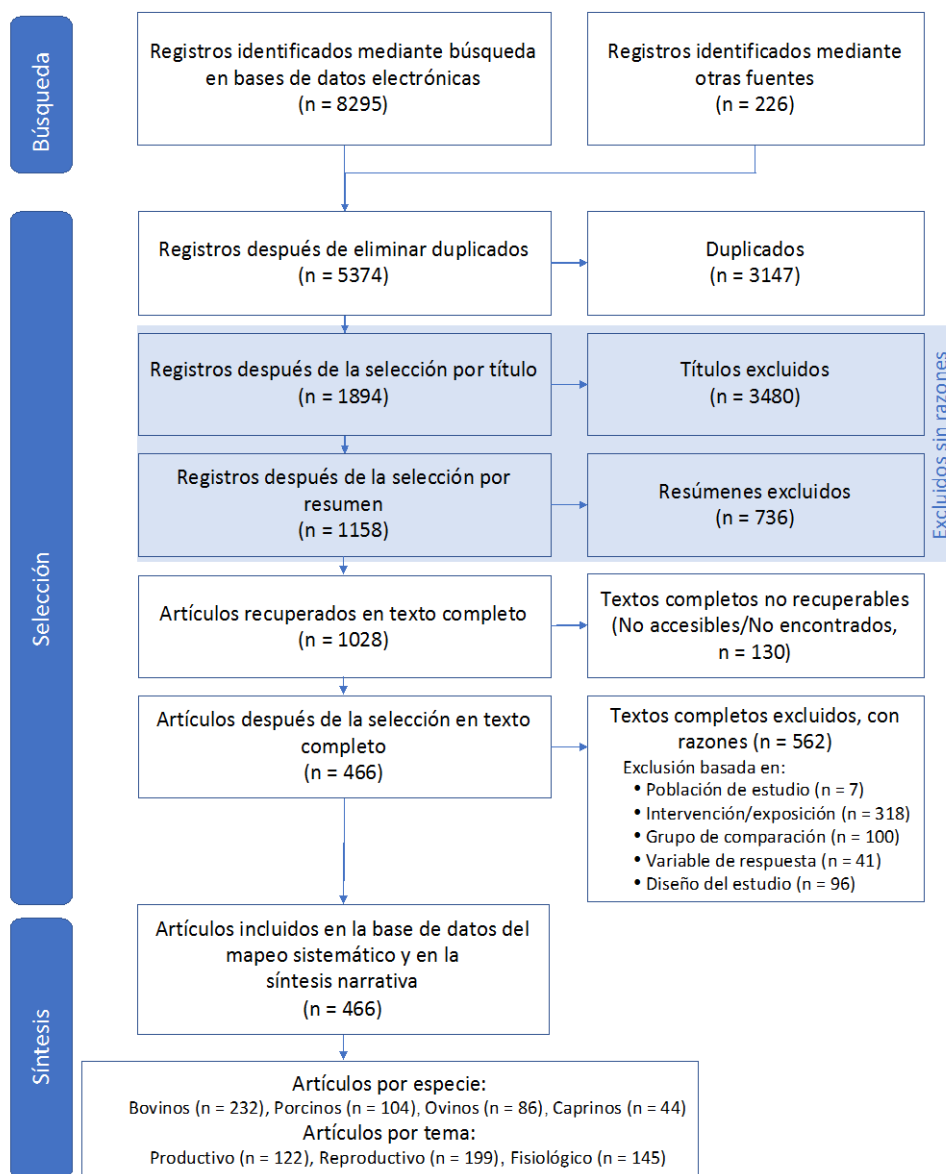 Búsqueda
Registros identificados mediante búsqueda
en bases de datos electrónicas
(n = 8295)
Registros identificados mediante
otras fuentes
(n = 226)
Selección
Registros después de eliminar duplicados
(n = 5374)
Duplicados
(n = 3147)
Registros después de la selección por título
(n = 1894)
Títulos excluidos
(n = 3480)
Excluidos sin razones
Registros después de la selección por
resumen
(n = 1158)
Resúmenes excluidos
(n = 736)
Artículos recuperados en texto completo
(n = 1028)
Textos completos no recuperables
(No accesibles/No encontrados,
n = 130)
Artículos después de la selección en texto
completo
(n = 466)
Textos completos excluidos, con
razones (n = 562)
Exclusión basada en:
• Población de estudio (n = 7)
• Intervención/exposición (n = 318)
• Grupo de comparación (n = 100)
• Variable de respuesta (n = 41)
• Diseño del estudio (n = 96)
Síntesis
Artículos incluidos en la base de datos del
mapeo sistemático y en la
síntesis narrativa
(n = 466)
Artículos por especie:
Bovinos (n = 232), Porcinos (n = 104), Ovinos (n = 86), Caprinos (n = 44)
Artículos por tema:
Productivo (n = 122), Reproductivo (n = 199), Fisiológico (n = 145)